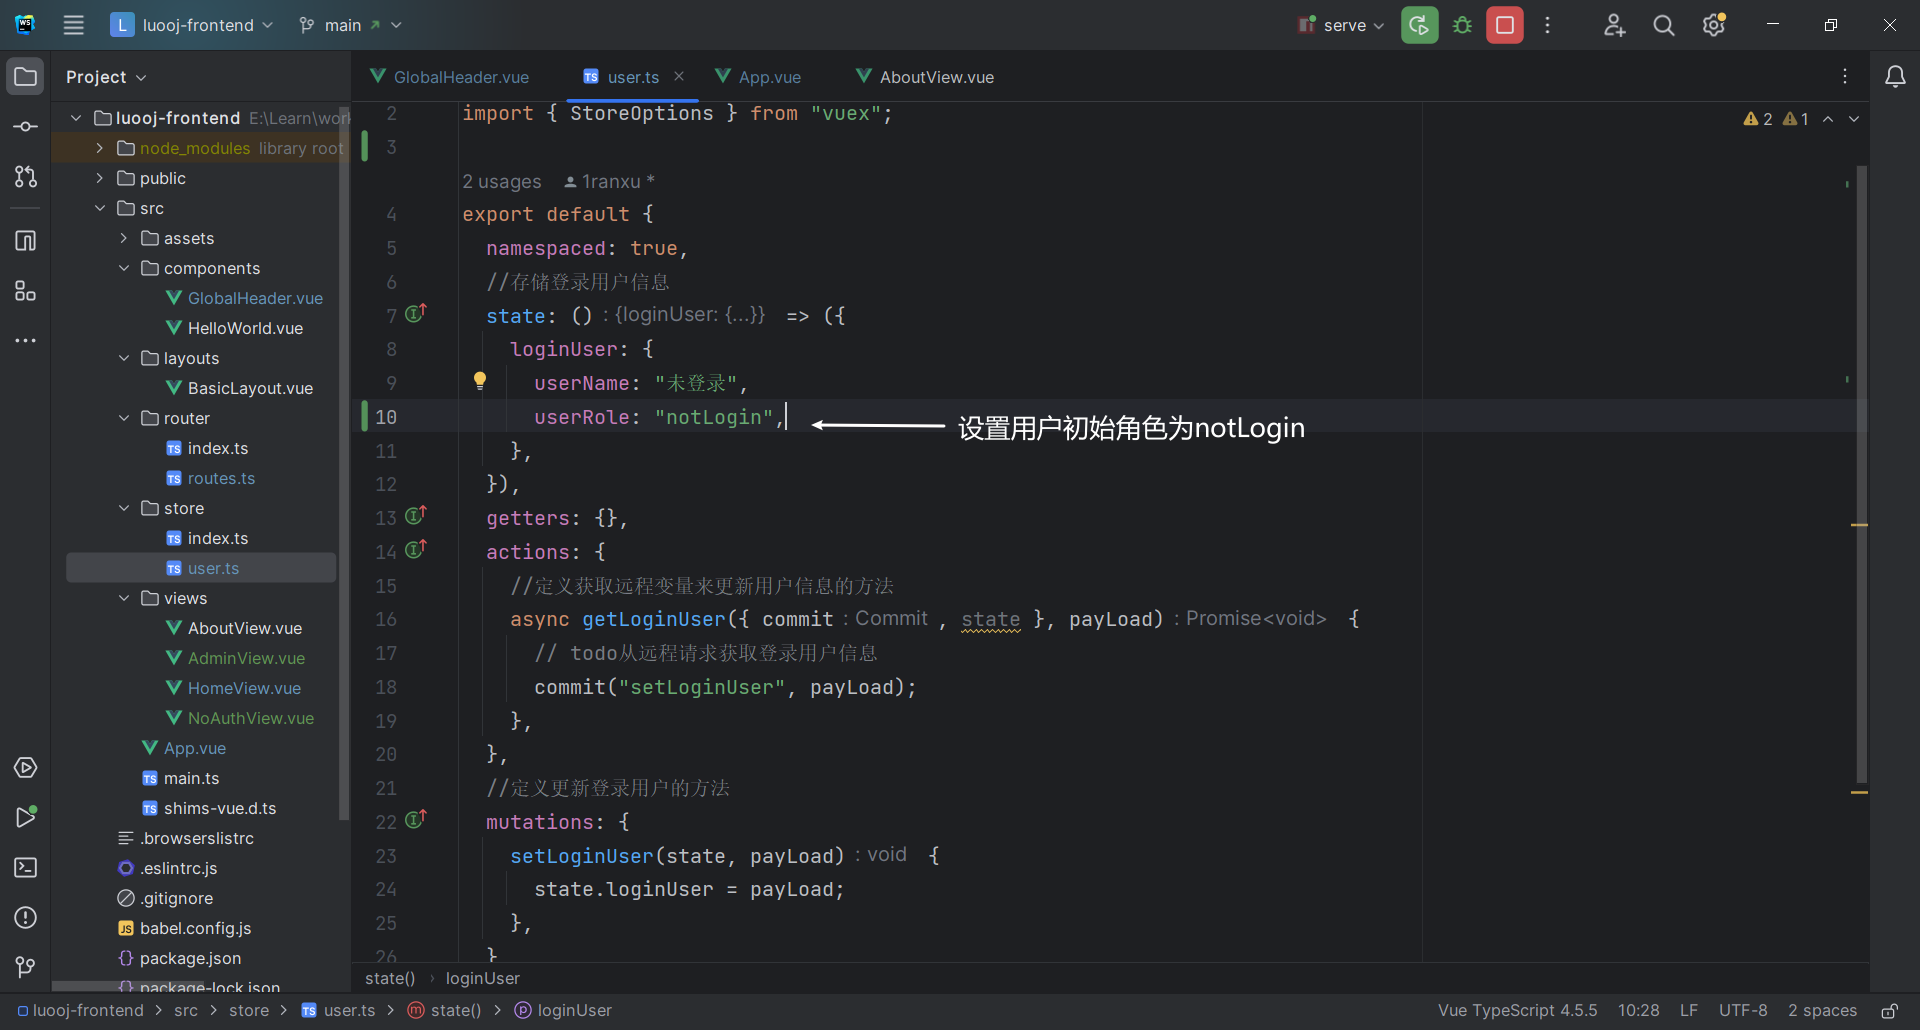 luooj-frontend
main
serve
Project
GlobalHeader.vue
user.ts
App.vue
AboutView.vue
luooj-frontend E:\Learn\work
node_modules library root
public
src
assets
components
GlobalHeader.vue
HelloWorld.vue
layouts
BasicLayout.vue
router
index.ts
routes.ts
store
index.ts
user.ts
views
AboutView.vue
AdminView.vue
HomeView.vue
NoAuthView.vue
App.vue
main.ts
shims-vue.d.ts
.browserslistrc
.eslintrc.js
.gitignore
babel.config.js
package.json
package-lock.json
2 import { StoreOptions } from "vuex";
3
2 usages 1ranxu *
4 export default {
5 namespaced: true,
6 //存储登录用户信息
7 state: () : {loginUser: {...}} => ({
8 loginUser: {
9 userName: "未登录",
10 userRole: "notLogin",
设置用户初始角色为notLogin
11 },
12 }),
13 getters: {},
14 actions: {
15 //定义获取远程变量来更新用户信息的方法
16 async getLoginUser({ commit : Commit , state }, payLoad) : Promise<void> {
17 // todo从远程请求获取登录用户信息
18 commit("setLoginUser", payLoad);
19 },
20 },
21 //定义更新登录用户的方法
22 mutations: {
23 setLoginUser(state, payLoad) : void {
24 state.loginUser = payLoad;
25 },
26 }
2 1
state() › loginUser
luooj-frontend > src > store > user.ts > state() > loginUser
Vue TypeScript 4.5.5 10:28 LF UTF-8 2 spaces